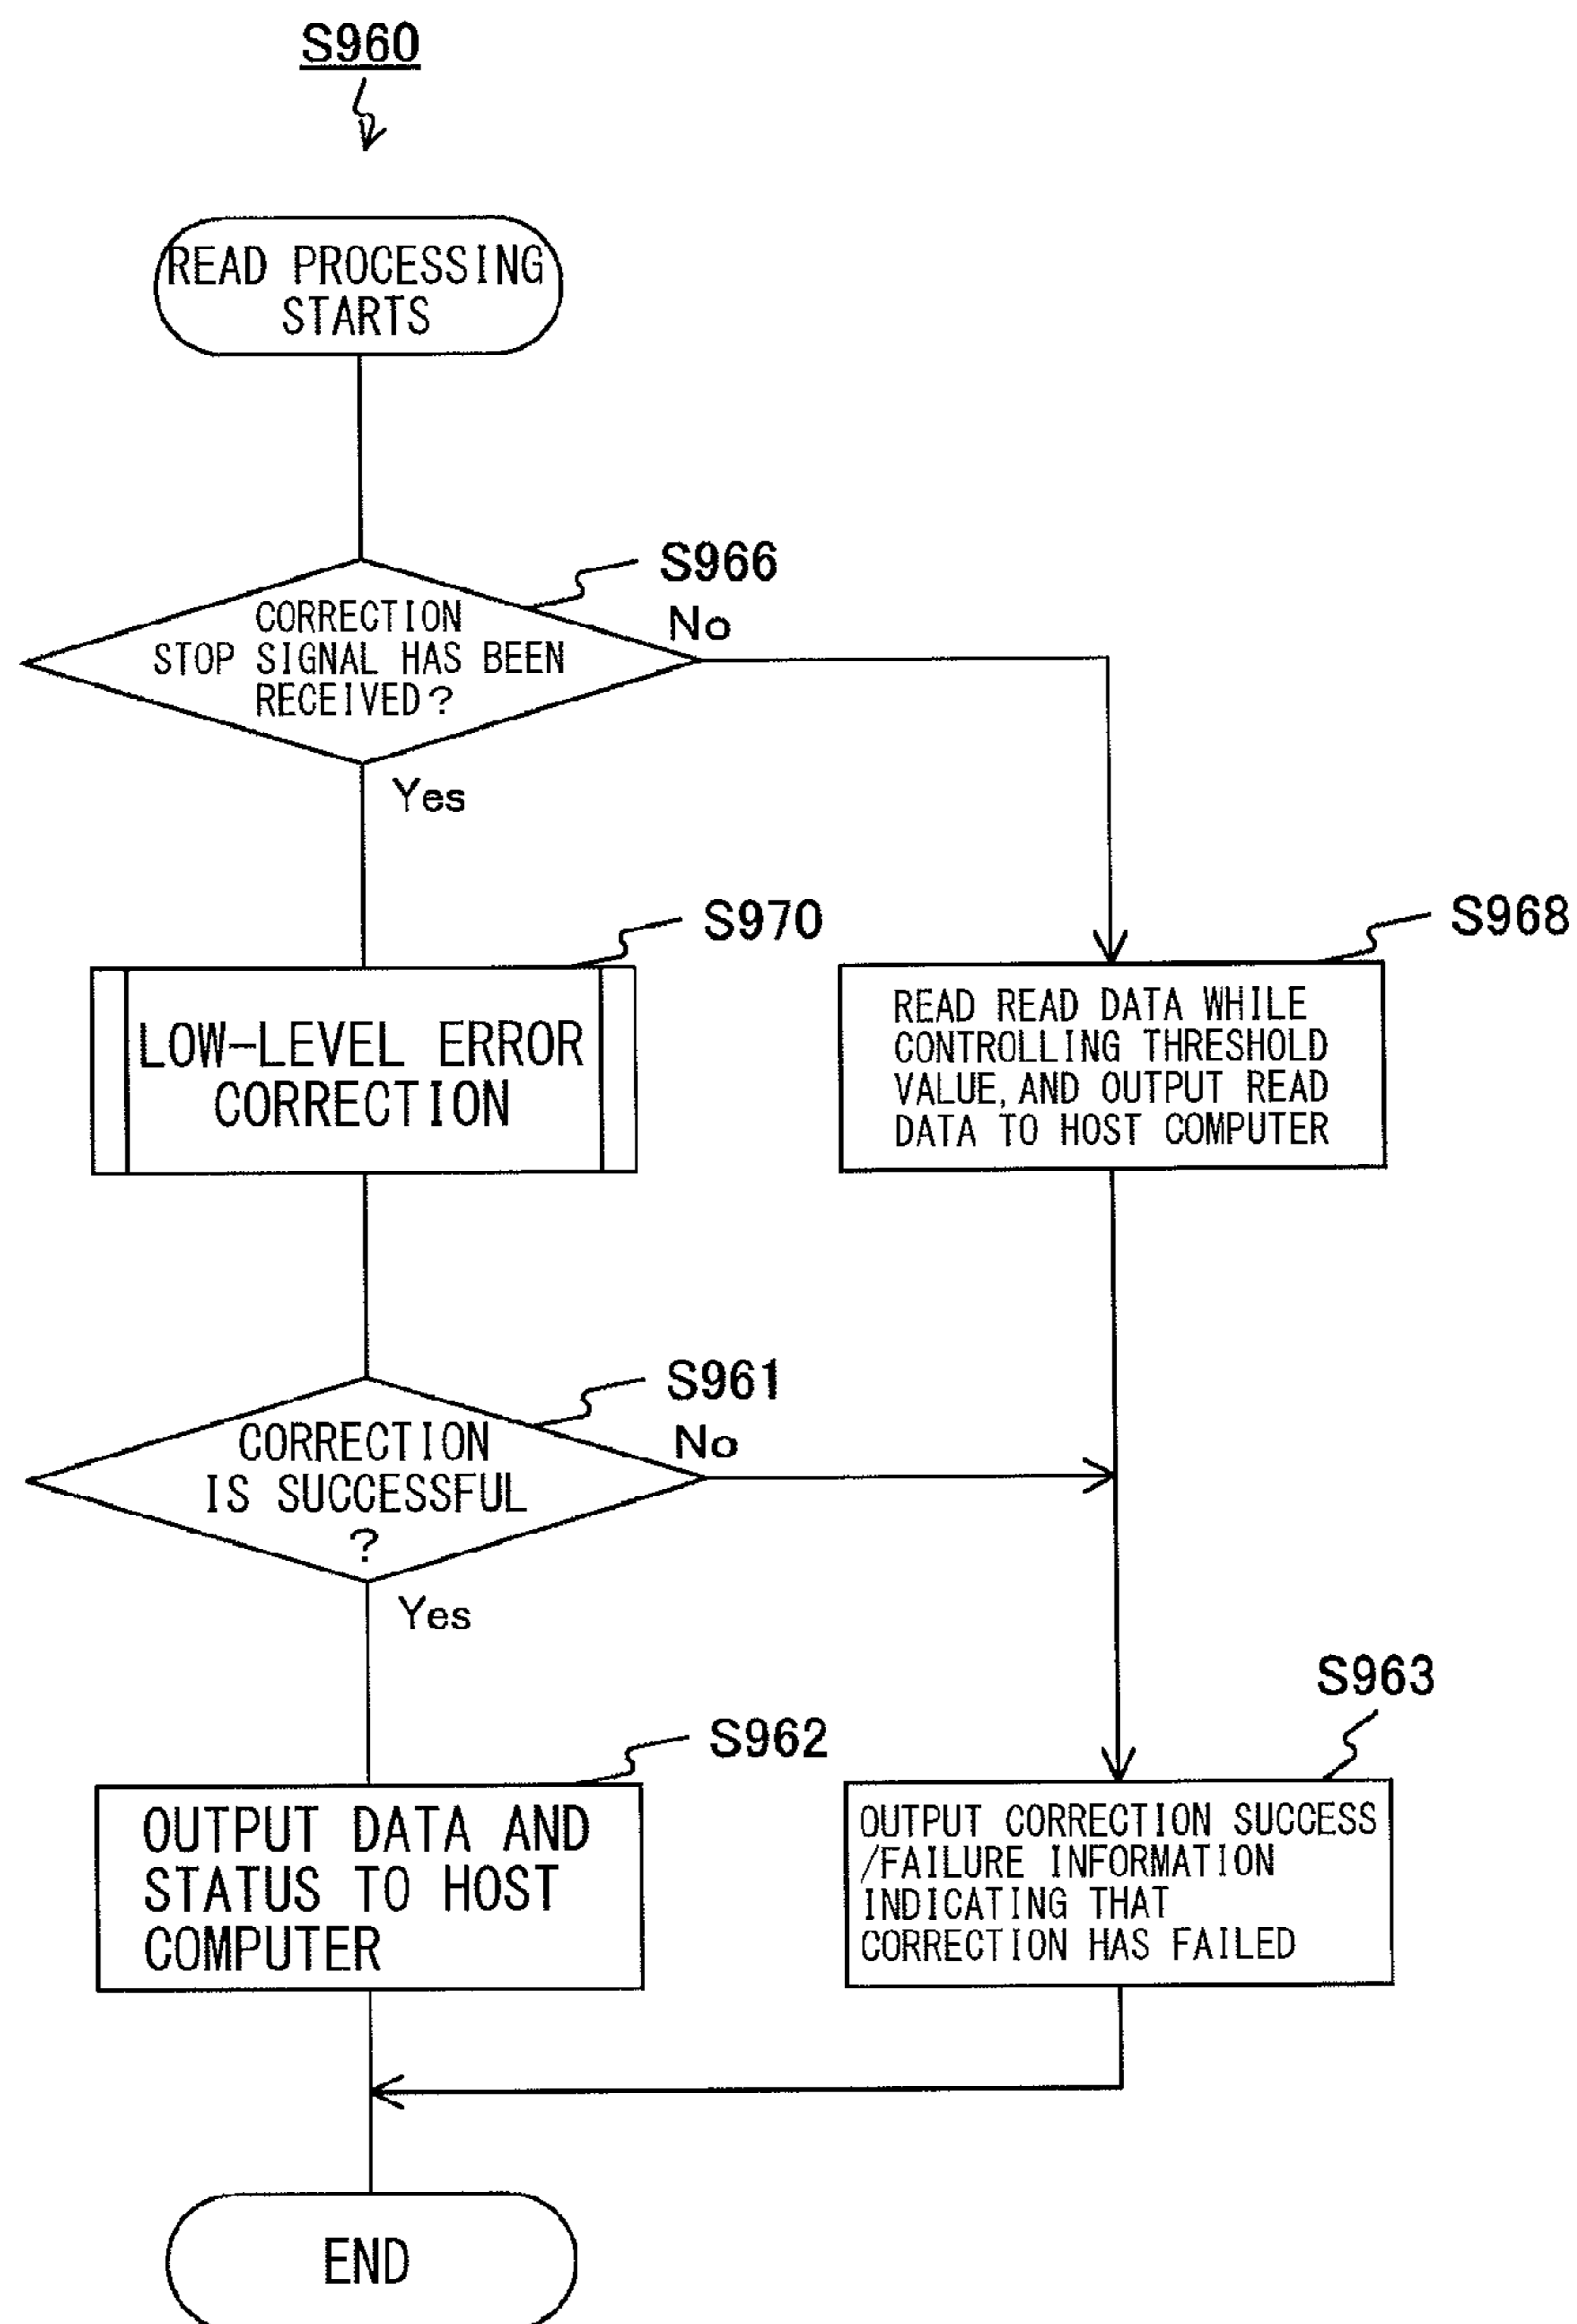 S960
READ PROCESSING
STARTS
S966
CORRECTION
STOP SIGNAL HAS BEEN
RECEIVED?
No
Yes
S970
LOW-LEVEL ERROR
CORRECTION
S968
READ READ DATA WHILE
CONTROLLING THRESHOLD
VALUE, AND OUTPUT READ
DATA TO HOST COMPUTER
S961
CORRECTION
IS SUCCESSFUL
?
No
Yes
S962
OUTPUT DATA AND
STATUS TO HOST
COMPUTER
S963
OUTPUT CORRECTION SUCCESS
/FAILURE INFORMATION
INDICATING THAT
CORRECTION HAS FAILED
END